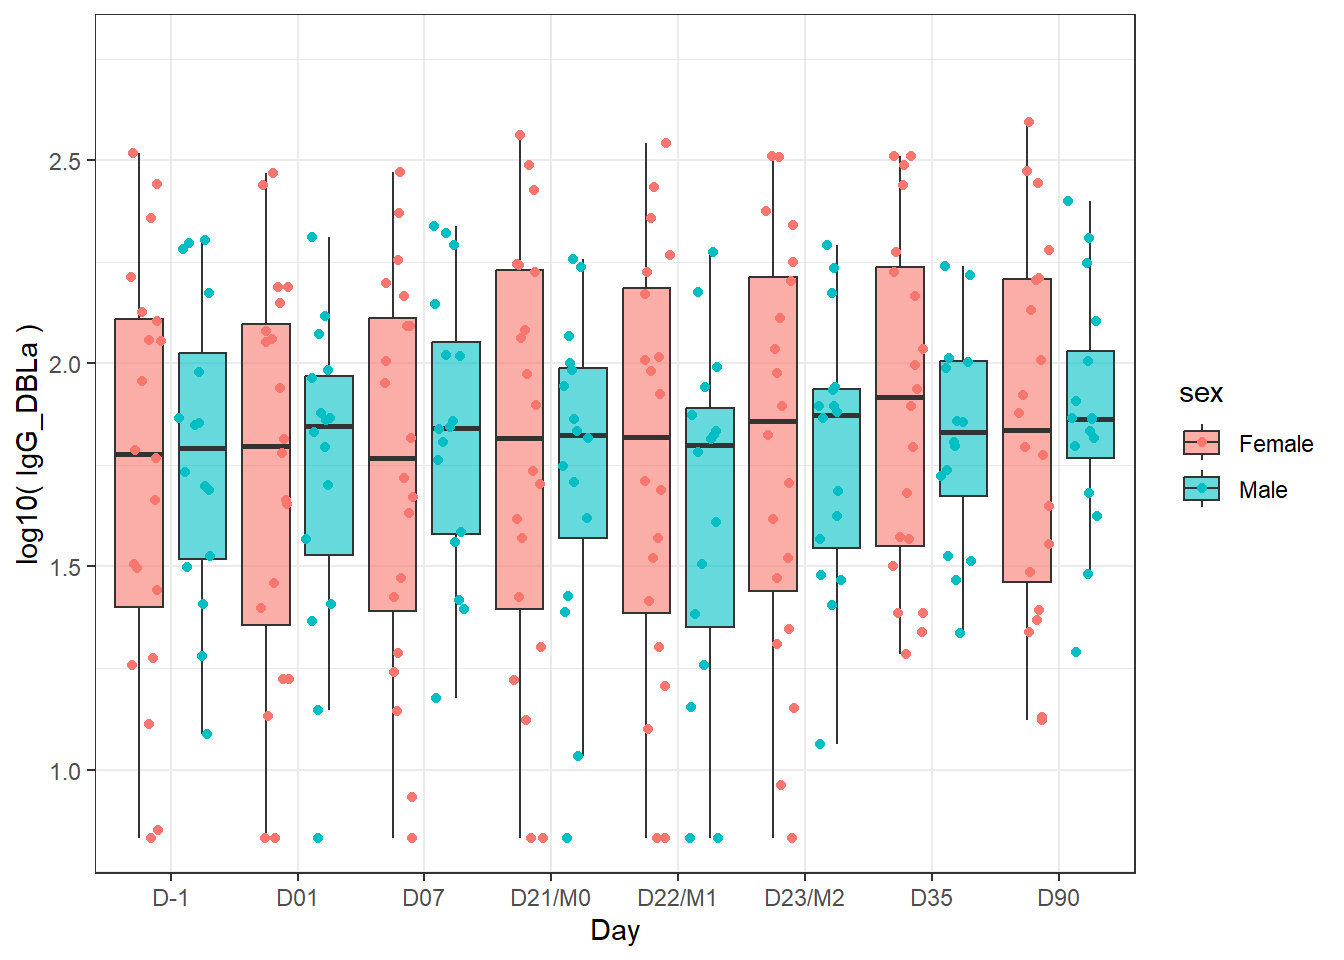 log10( IgG_DBLa )
2.5
2.0
1.5
1.0
D-1 D01 D07 D21/M0 D22/M1 D23/M2 D35 D90
Day
sex
Female
Male